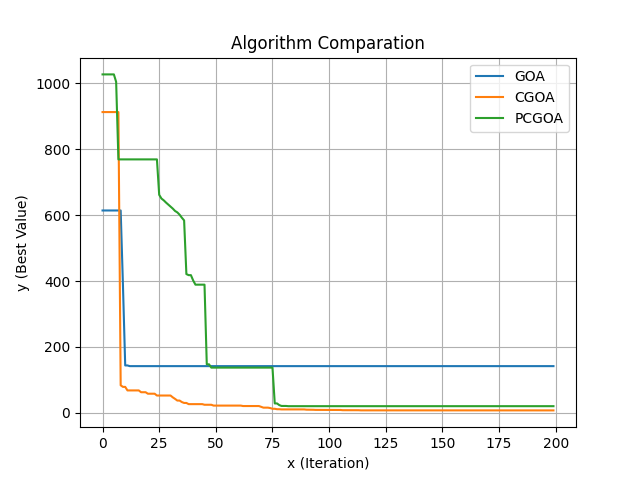 Algorithm Comparation
GOA
CGOA
PCGOA
1000
800
600
400
200
0
y (Best Value)
0 25 50 75 100 125 150 175 200
x (Iteration)